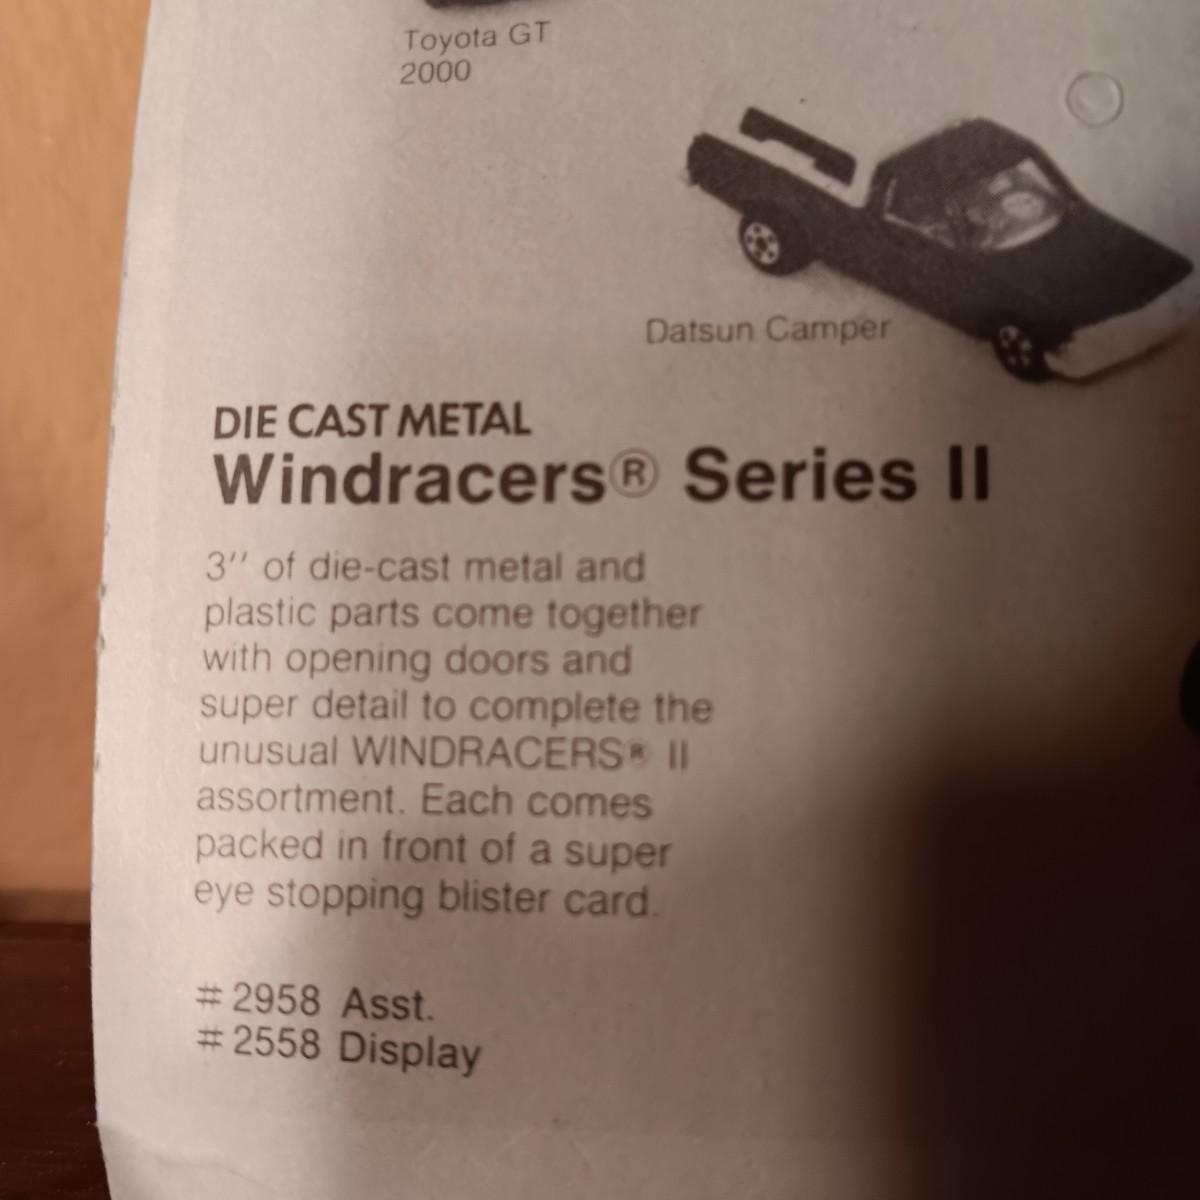 Toyota GT
2000
Datsun Camper
DIE CAST METAL
Windracers® Series II
3" of die-cast metal and
plastic parts come together
with opening doors and
super detail to complete the
unusual WINDRACERS® II
assortment. Each comes
packed in front of a super
eye stopping blister card.
# 2958 Asst.
# 2558 Display